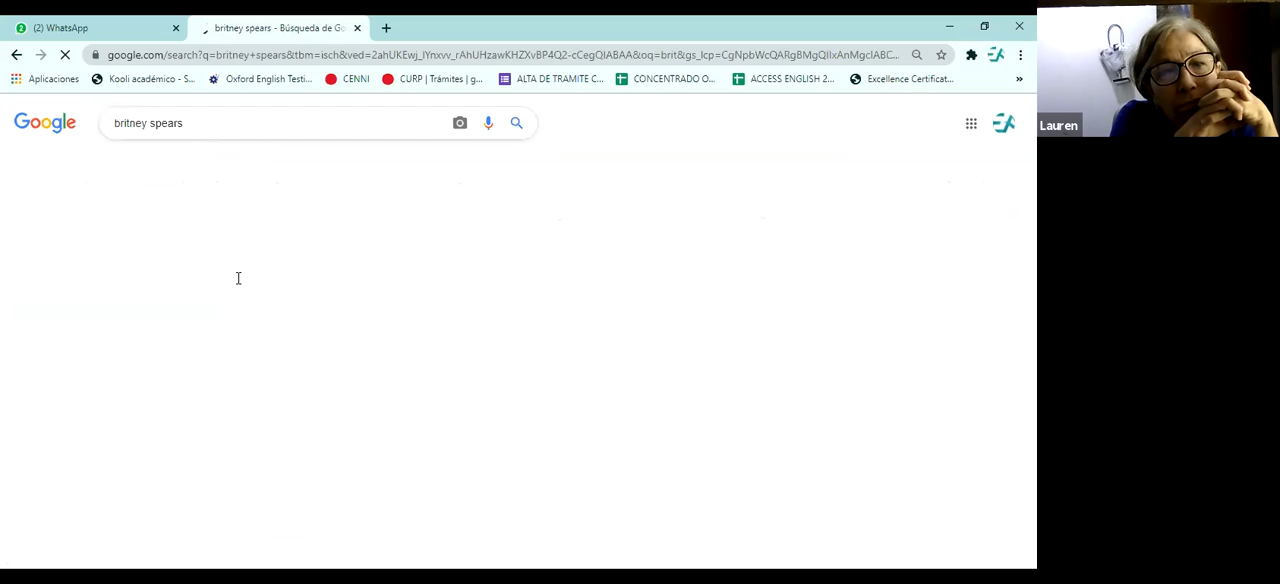 (2) WhatsApp
britney spears - Búsqueda de Go
google.com/search?q=britney+spears&tbm=isch&ved=2ahUKEwj_lYnxvv_rAhUHzawKHZXvBP4Q2-cCegQIABAA&oq=brit&gs_lcp=CgNpbWcQARgBMgQIIxAnMgcIABC...
Aplicaciones
Kooli académico - S...
Oxford English Testi...
CENNI
CURP | Trámites | g...
ALTA DE TRAMITE C...
CONCENTRADO O...
ACCESS ENGLISH 2...
Excellence Certificat...
»
Google
britney spears
Lauren